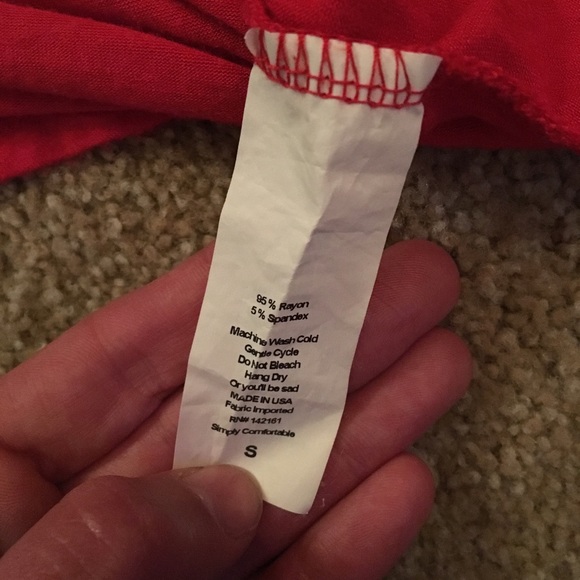 95% Rayon
5% Spandex
Machine Wash Cold
Gentle Cycle
Do Not Bleach
Hang Dry
Or you'll be sad
MADE IN USA
Fabric Imported
RN# 142161
Simply Comfortable
S